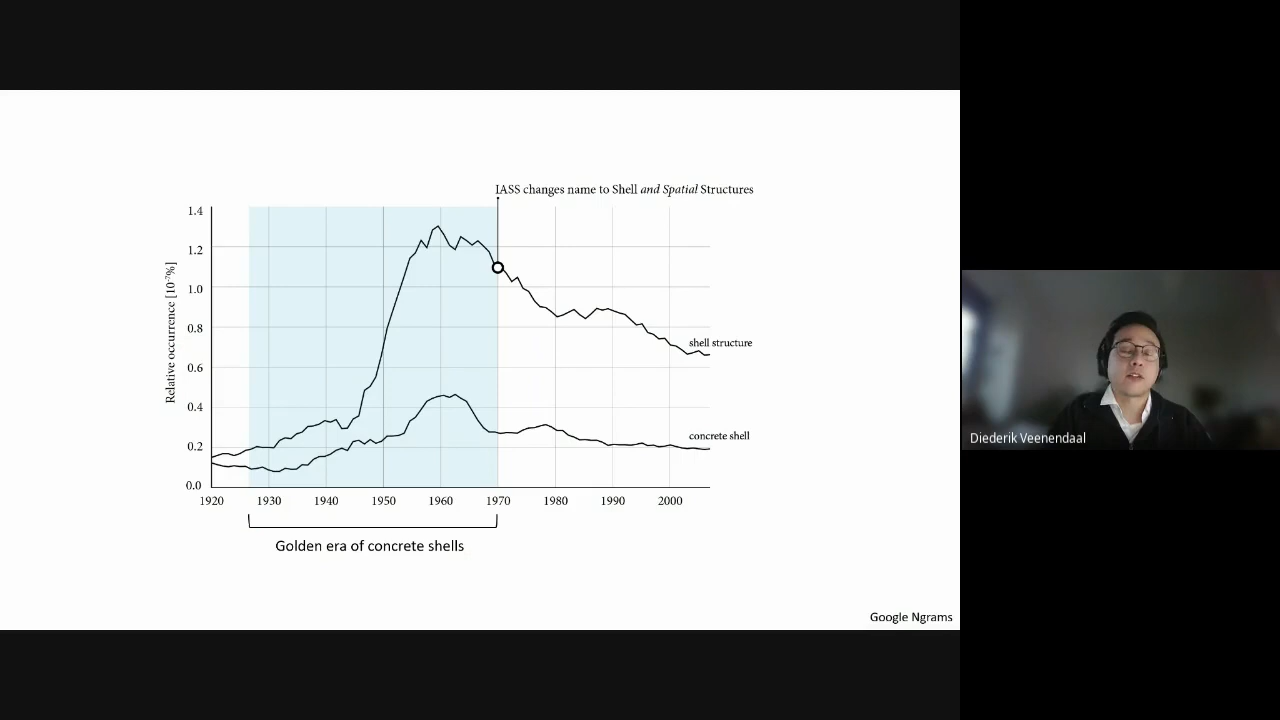 IASS changes name to Shell and Spatial Structures
1.4
1.2
1.0
0.8
0.6
0.4
0.2
0.0
Relative occurrence [10⁻⁷%]
shell structure
concrete shell
1920 1930 1940 1950 1960 1970 1980 1990 2000
Golden era of concrete shells
Google Ngrams
Diederik Veenendaal